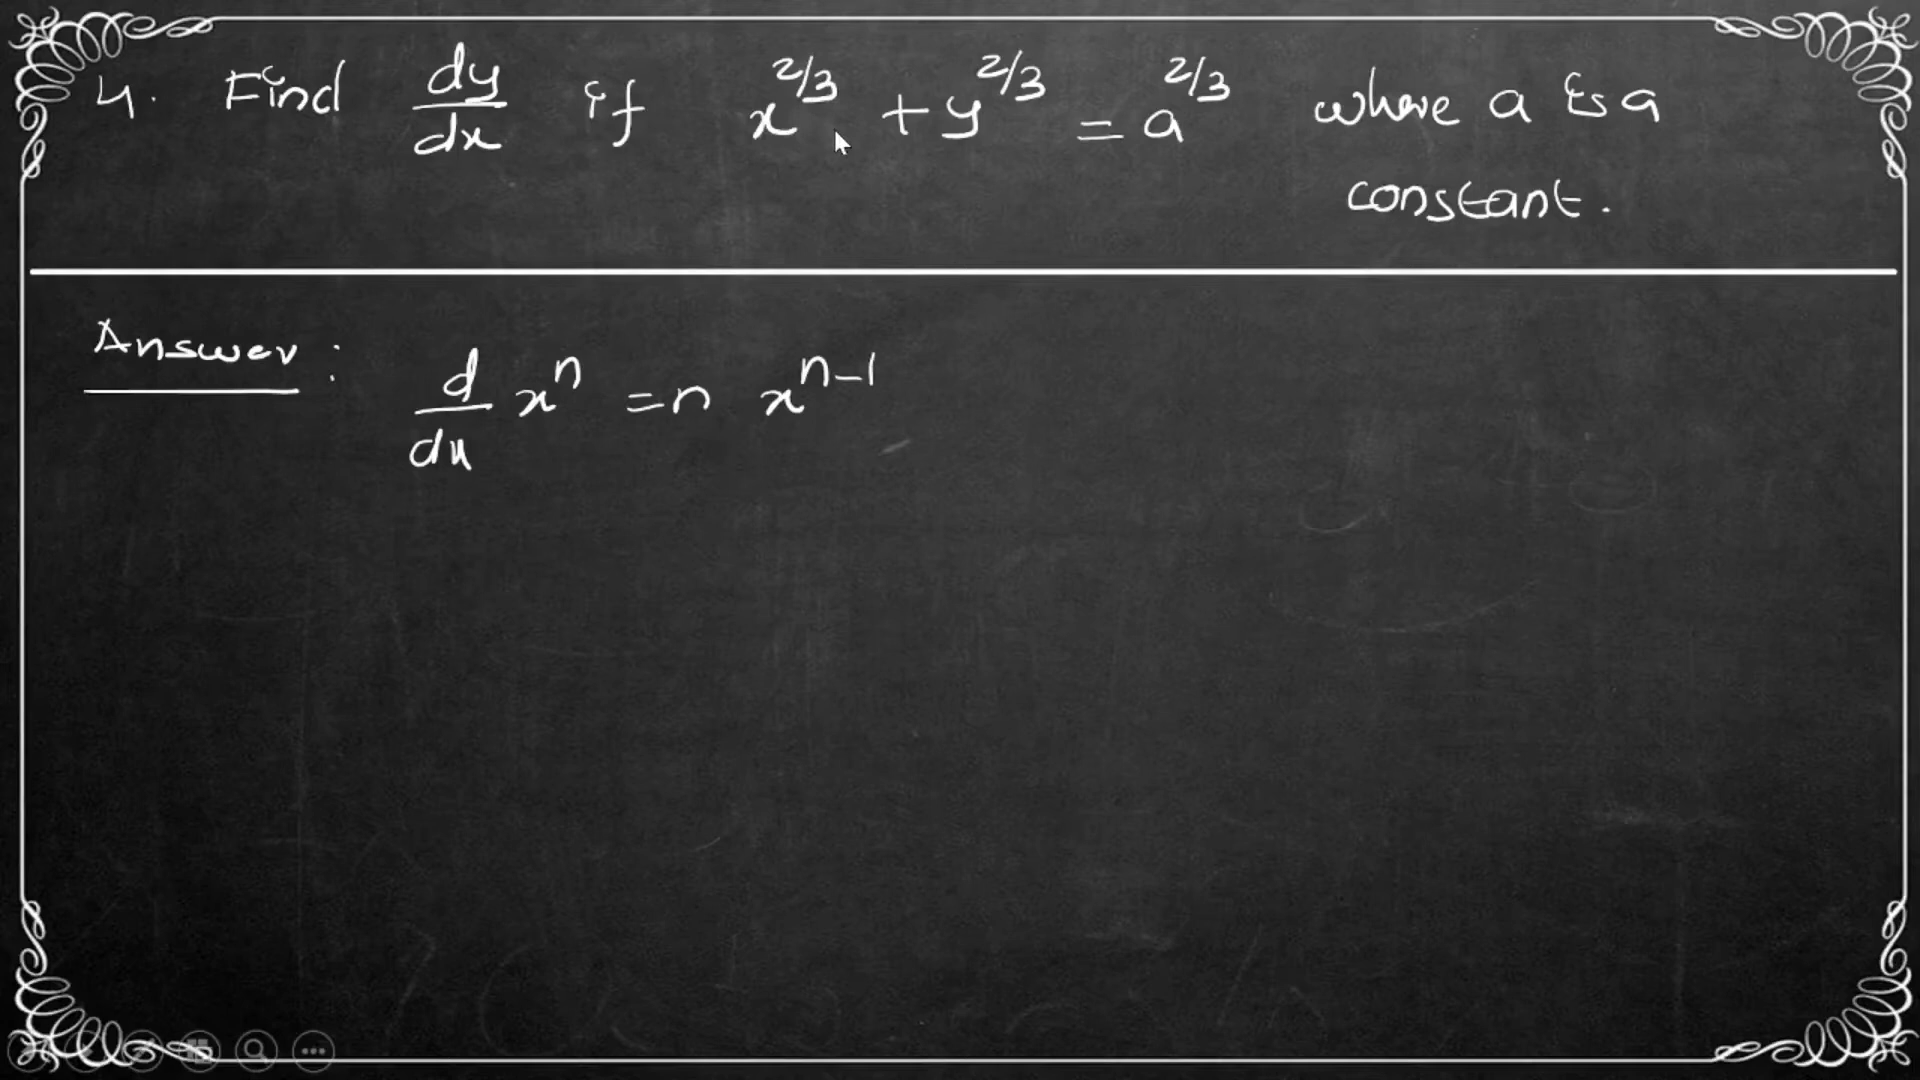 4. Find dy/dx if x^2/3 + y^2/3 = a^2/3 where a is a
constant.
Answer : d/dx x^n = n x^n-1